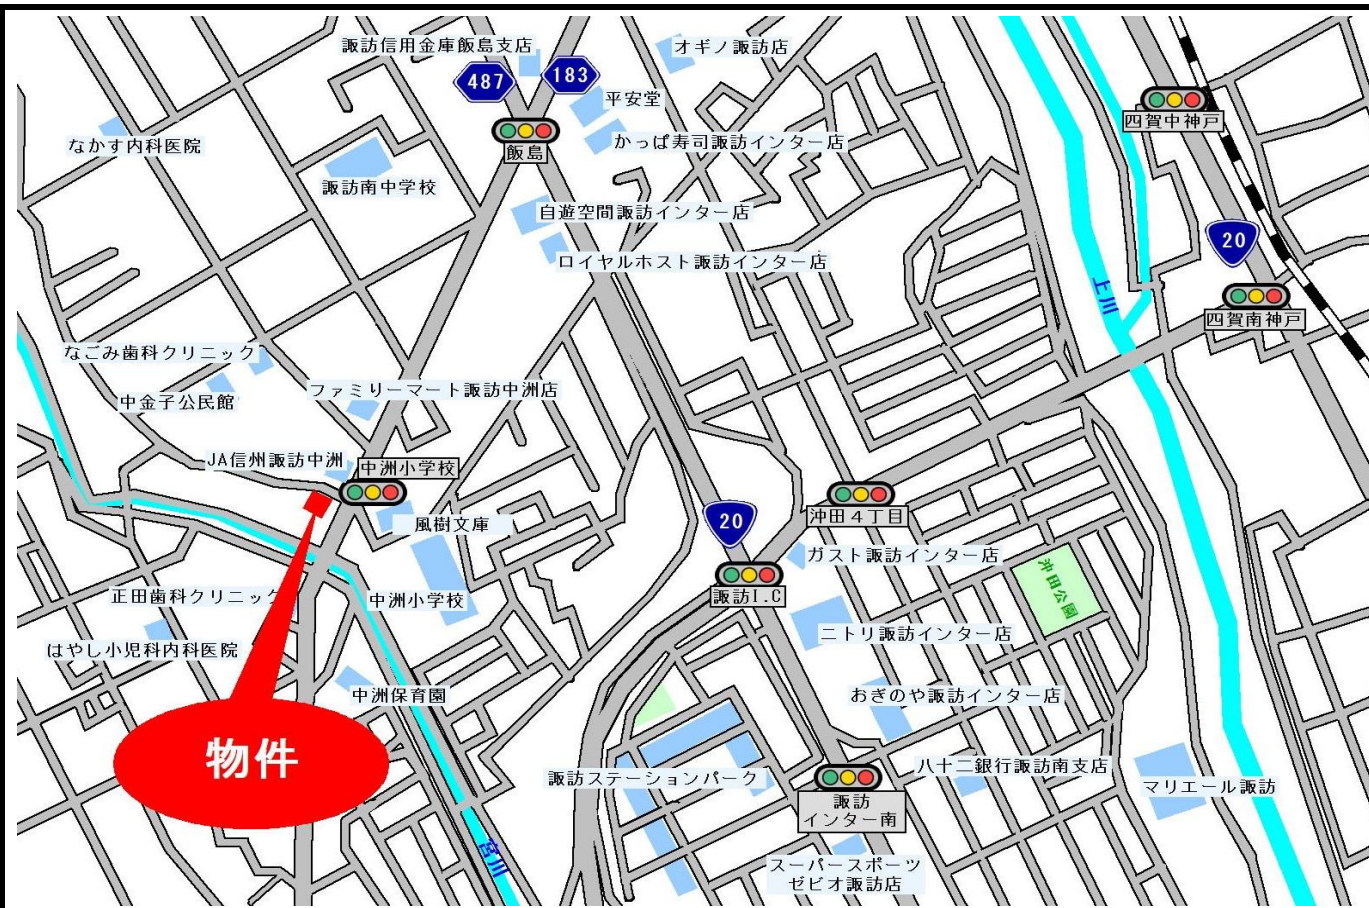 諏訪信用金庫飯島支店
オギノ諏訪店
487
183
平安堂
四賀中神戸
なかす内科医院
飯島
かっぱ寿司諏訪インター店
諏訪南中学校
自遊空間諏訪インター店
20
ロイヤルホスト諏訪インター店
上川
四賀南神戸
なごみ歯科クリニック
ファミリーマート諏訪中洲店
中金子公民館
JA信州諏訪中洲
中洲小学校
風樹文庫
20
沖田4丁目
ガスト諏訪インター店
沖田公園
正田歯科クリニック
中洲小学校
諏訪I.C
ニトリ諏訪インター店
はやし小児科内科医院
中洲保育園
おぎのや諏訪インター店
物件
諏訪ステーションパーク
八十二銀行諏訪南支店
マリエール諏訪
諏訪
インター南
宮川
スーパースポーツ
ゼビオ諏訪店